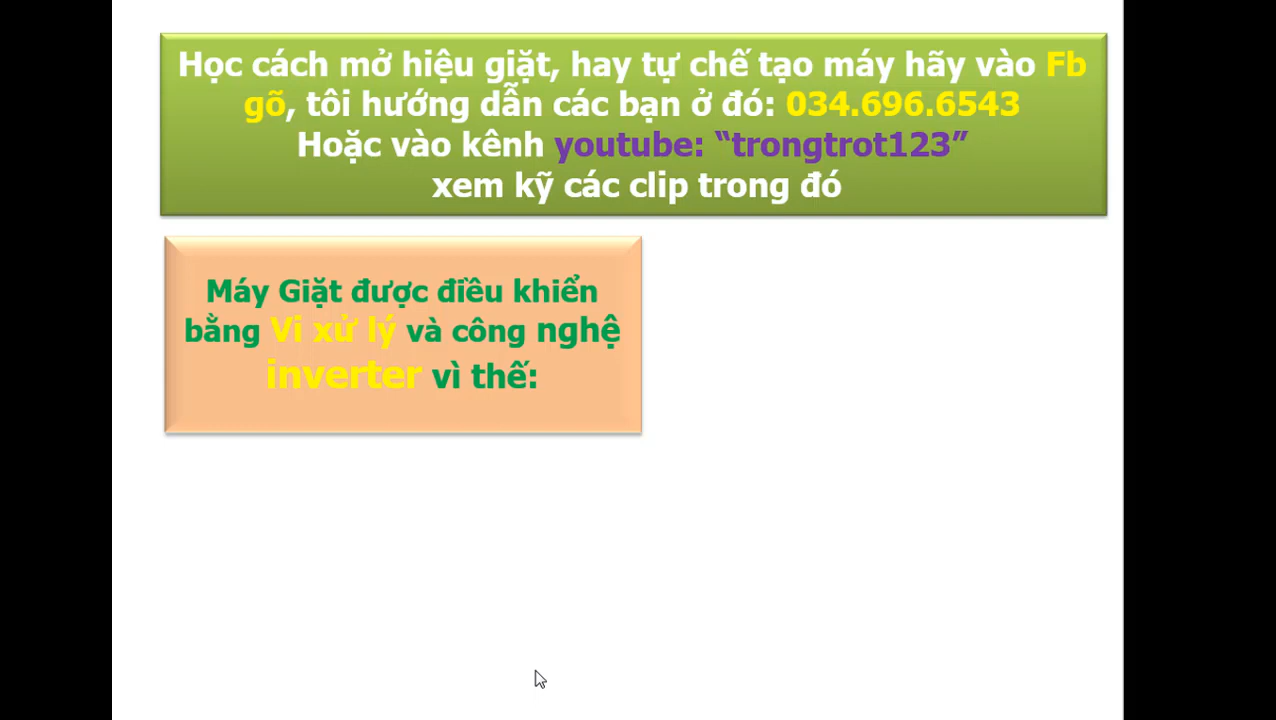 Học cách mở hiệu giặt, hay tự chế tạo máy hãy vào Fb
gõ, tôi hướng dẫn các bạn ở đó: 034.696.6543
Hoặc vào kênh youtube: “trongtrot123”
xem kỹ các clip trong đó
Máy Giặt được điều khiển
bằng Vi xử lý và công nghệ
inverter vì thế: